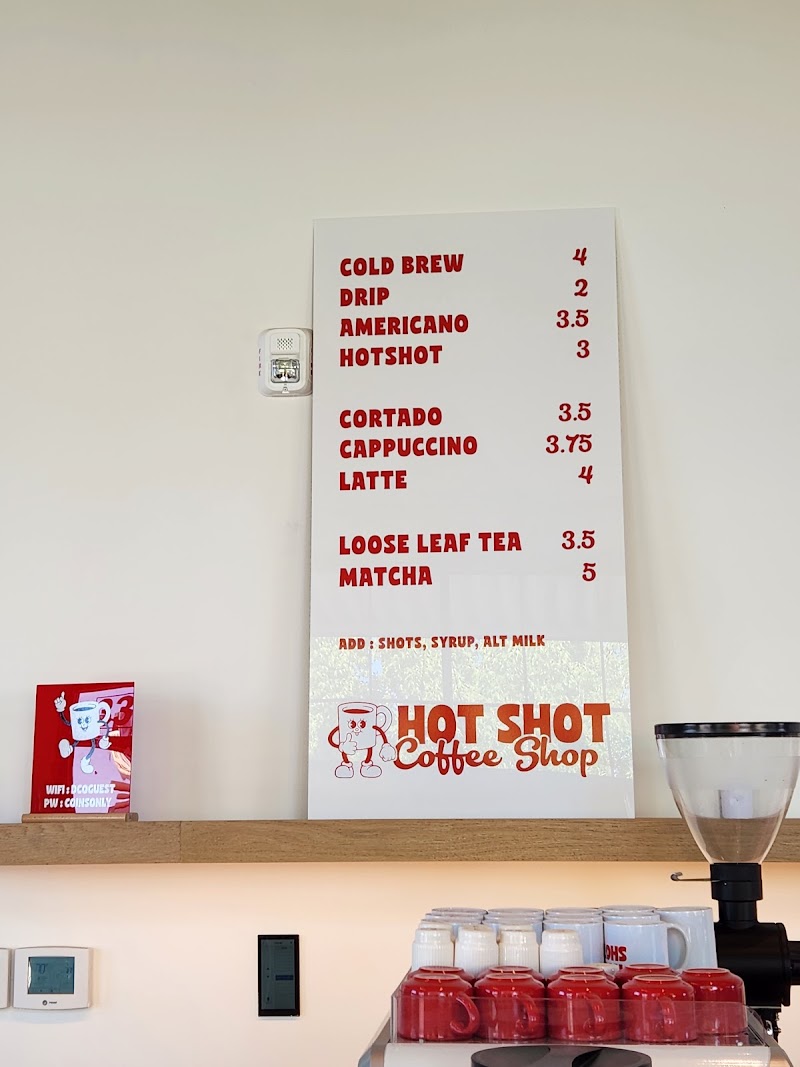 COLD BREW 4
DRIP 2
AMERICANO 3.5
HOTSHOT 3
CORTADO 3.5
CAPPUCCINO 3.75
LATTE 4
LOOSE LEAF TEA 3.5
MATCHA 5
ADD : SHOTS, SYRUP, ALT MILK
HOT SHOT
Coffee Shop
WIFI : DCOGUEST
PW : COINSONLY
FIRE